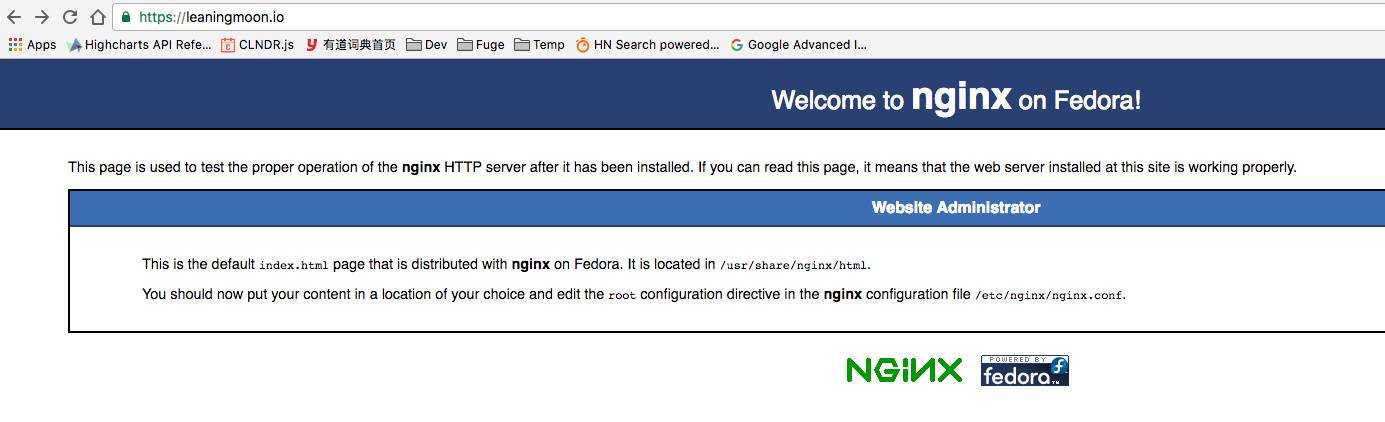 https://leaningmoon.io
Apps Highcharts API Refe... CLNDR.js 有道词典首页 Dev Fuge Temp HN Search powered... Google Advanced I...
Welcome to nginx on Fedora!
This page is used to test the proper operation of the nginx HTTP server after it has been installed. If you can read this page, it means that the web server installed at this site is working properly.
Website Administrator
This is the default index.html page that is distributed with nginx on Fedora. It is located in /usr/share/nginx/html.
You should now put your content in a location of your choice and edit the root configuration directive in the nginx configuration file /etc/nginx/nginx.conf.
NGINX POWERED BY fedora™